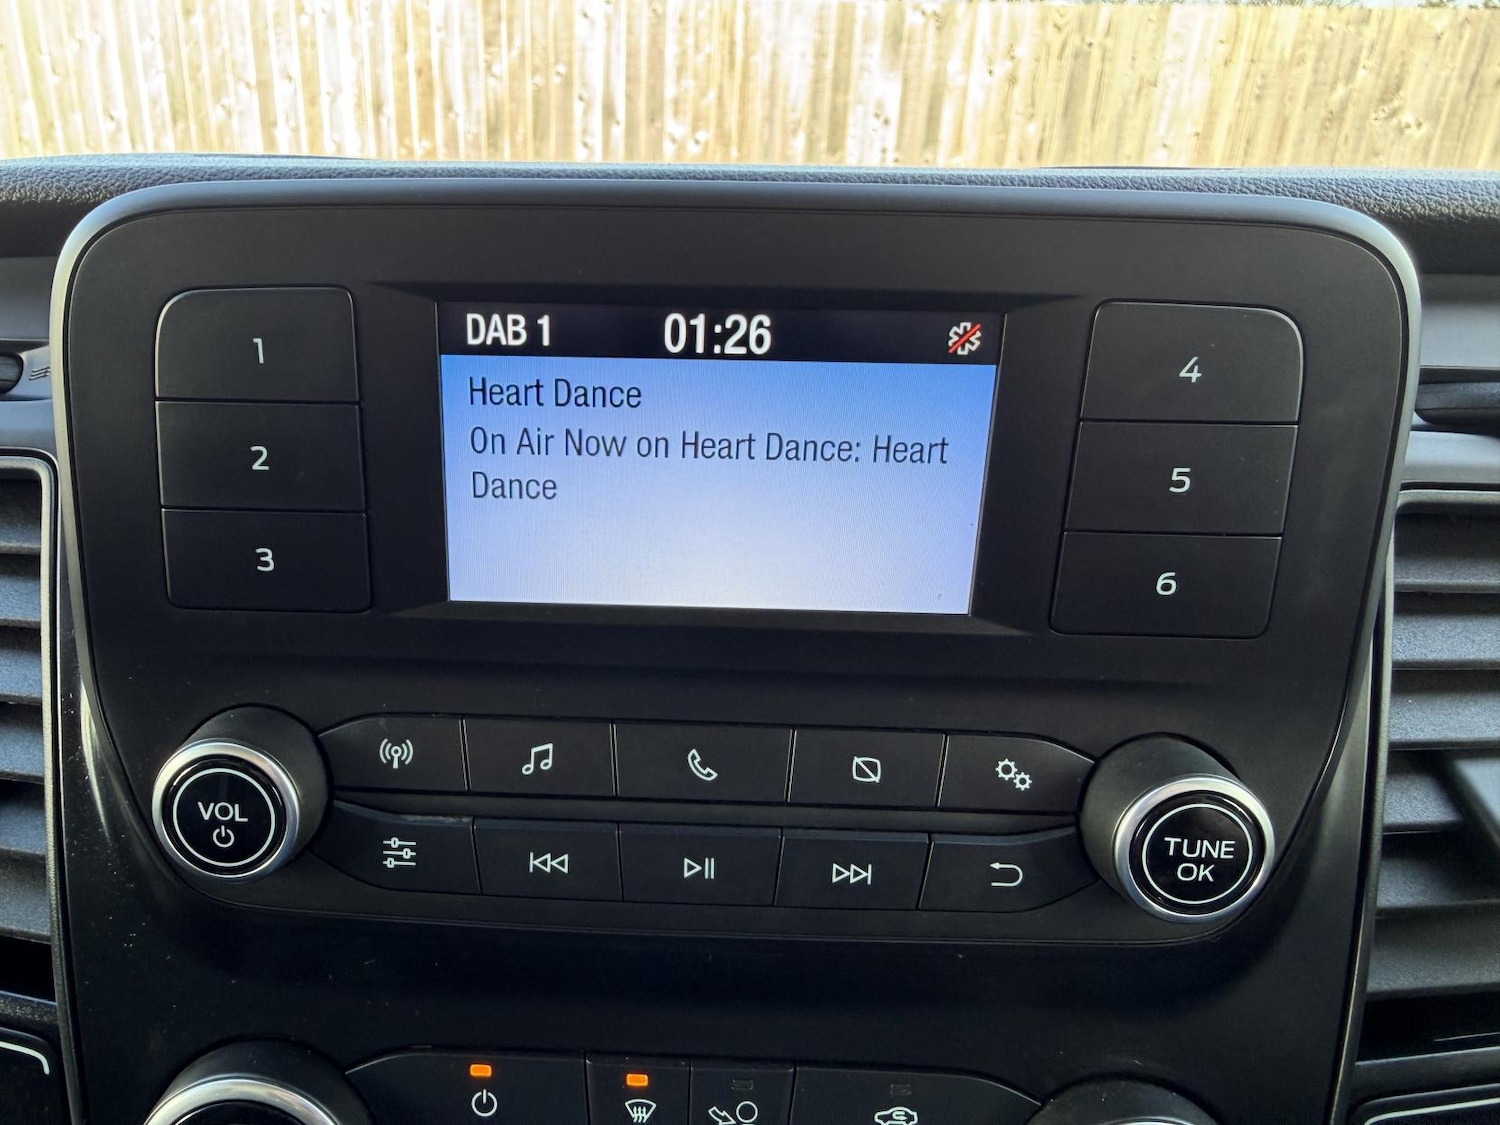 DAB 1 01:26
Heart Dance
On Air Now on Heart Dance: Heart
Dance
1
2
3
4
5
6
VOL
TUNE
OK